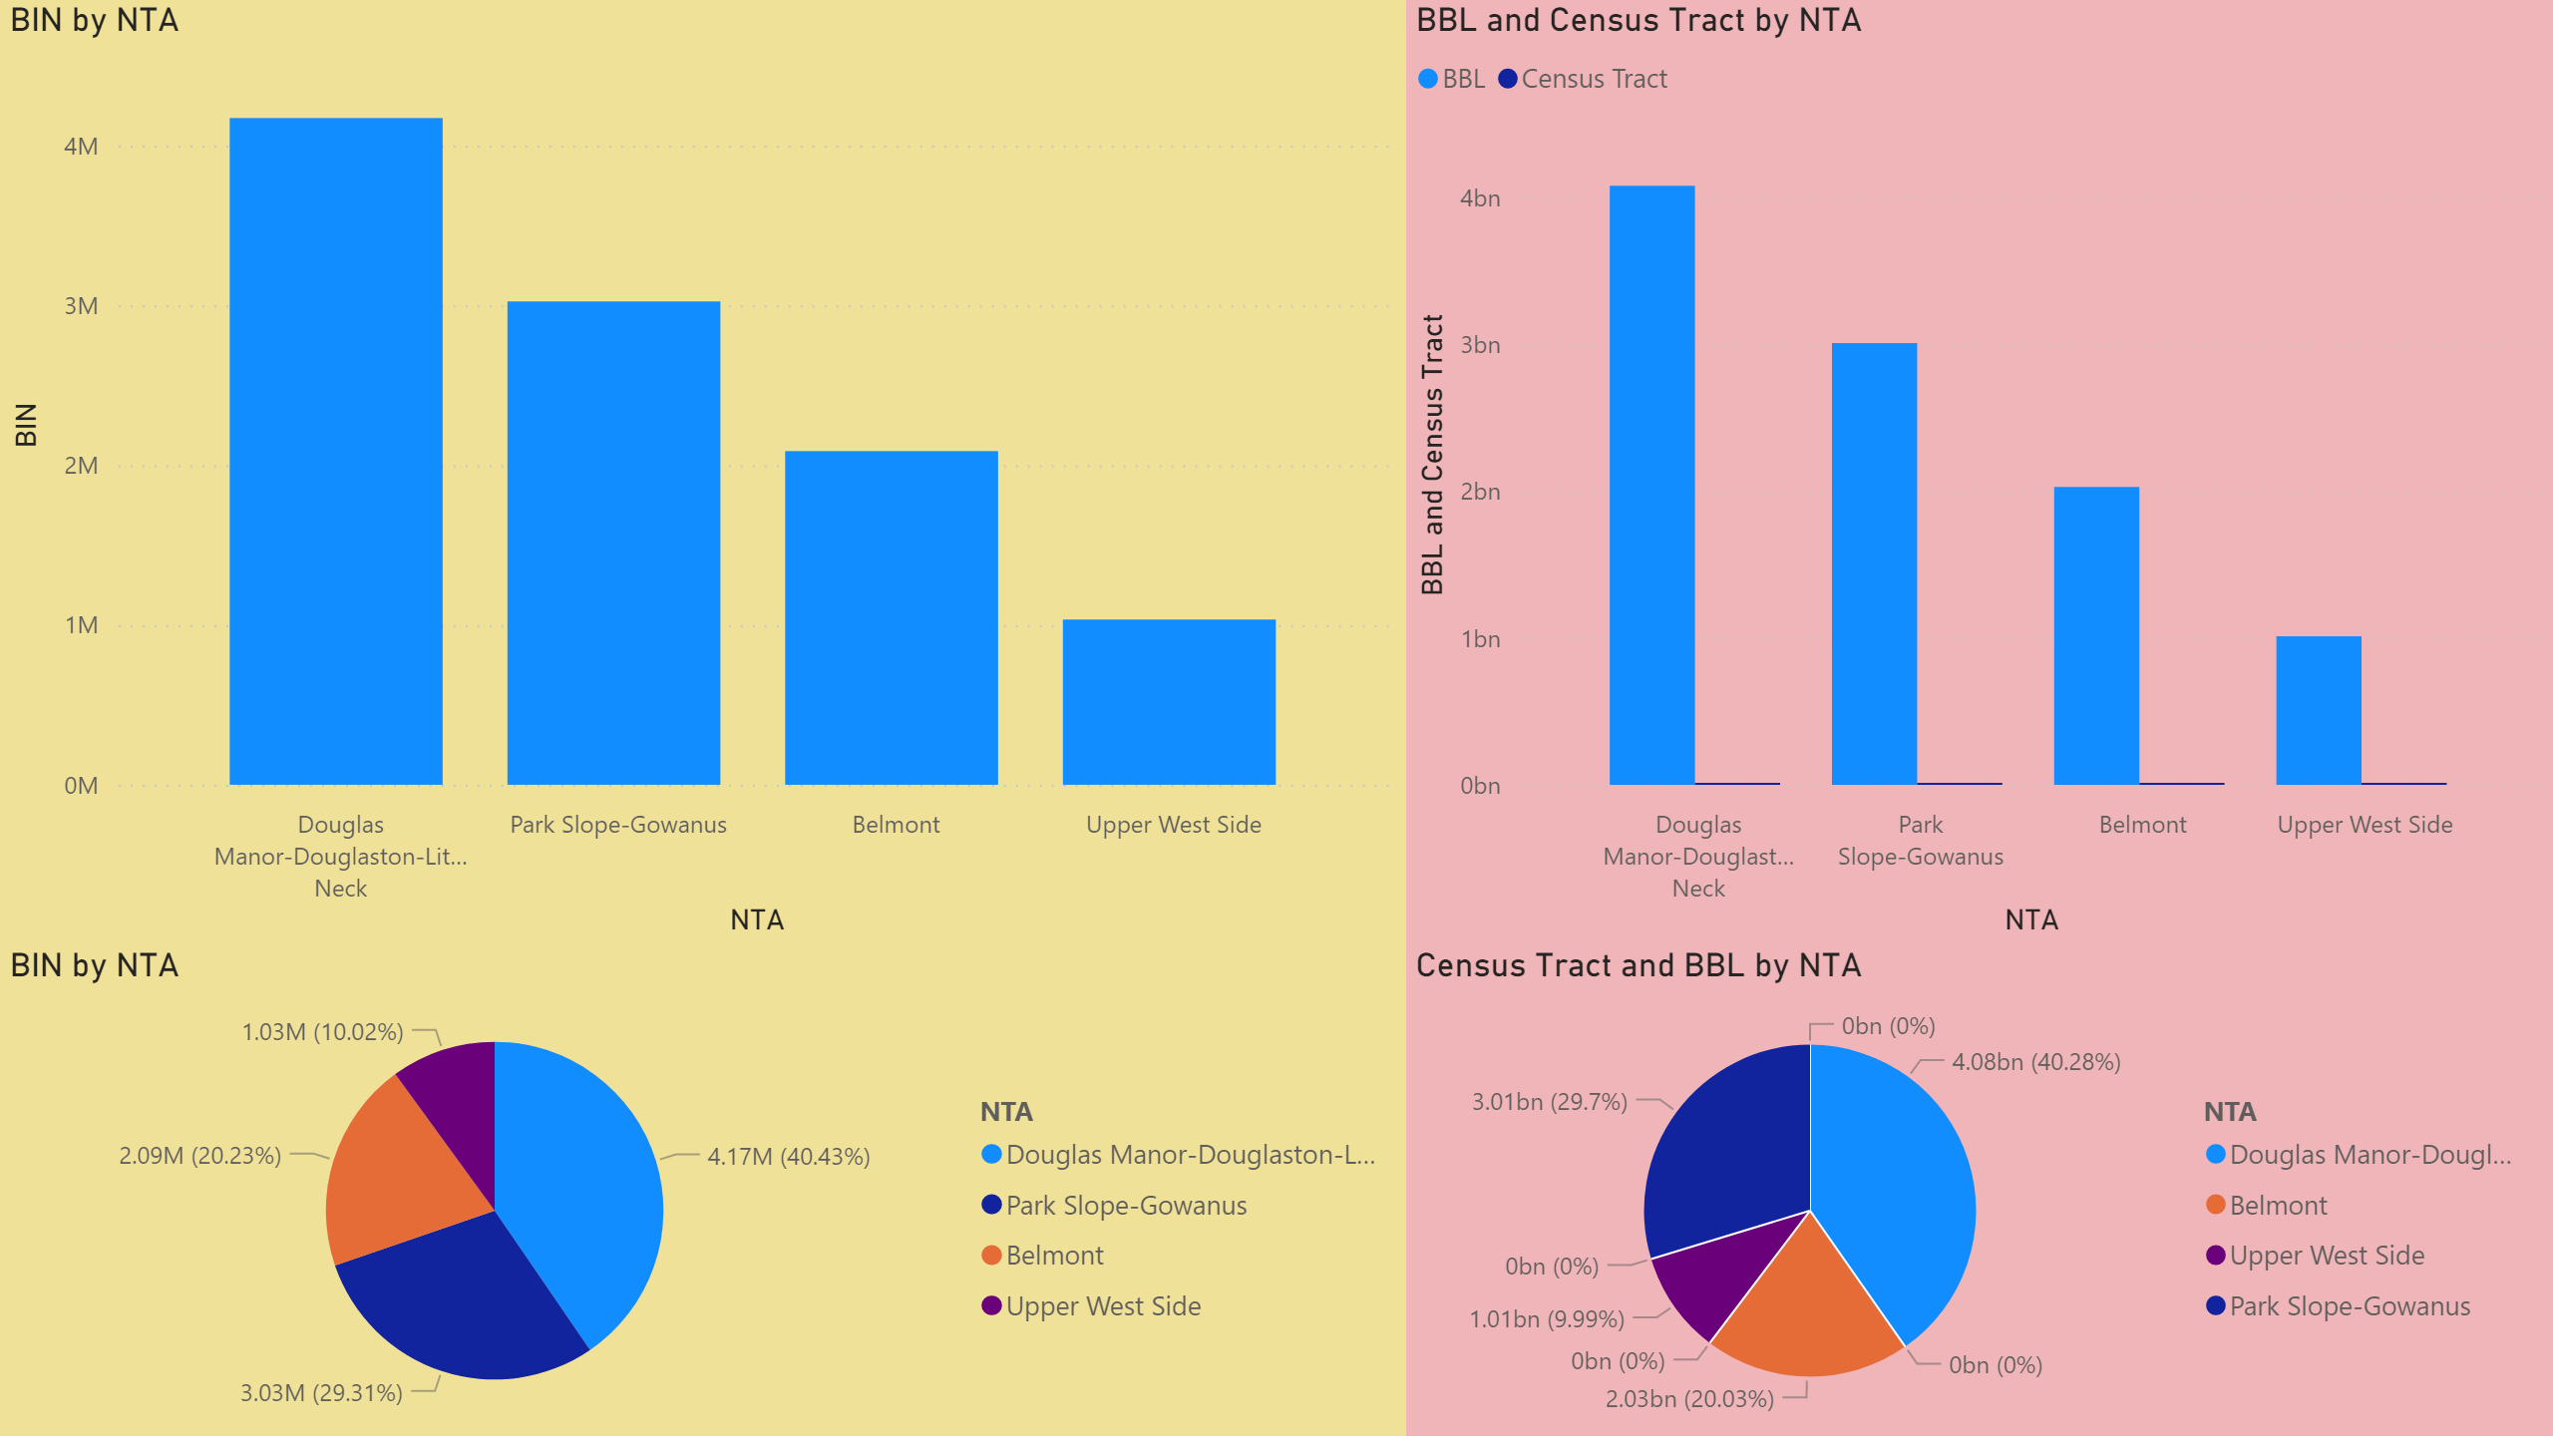 BIN by NTA
4M
3M
2M
1M
0M
BIN
Douglas
Manor-Douglaston-Lit...
Neck
Park Slope-Gowanus
Belmont
Upper West Side
NTA
BBL and Census Tract by NTA
BBL
Census Tract
4bn
3bn
2bn
1bn
0bn
BBL and Census Tract
Douglas
Manor-Douglast...
Neck
Park
Slope-Gowanus
Belmont
Upper West Side
NTA
BIN by NTA
1.03M (10.02%)
2.09M (20.23%)
4.17M (40.43%)
3.03M (29.31%)
NTA
Douglas Manor-Douglaston-L...
Park Slope-Gowanus
Belmont
Upper West Side
Census Tract and BBL by NTA
0bn (0%)
4.08bn (40.28%)
3.01bn (29.7%)
0bn (0%)
1.01bn (9.99%)
0bn (0%)
0bn (0%)
2.03bn (20.03%)
NTA
Douglas Manor-Dougl...
Belmont
Upper West Side
Park Slope-Gowanus